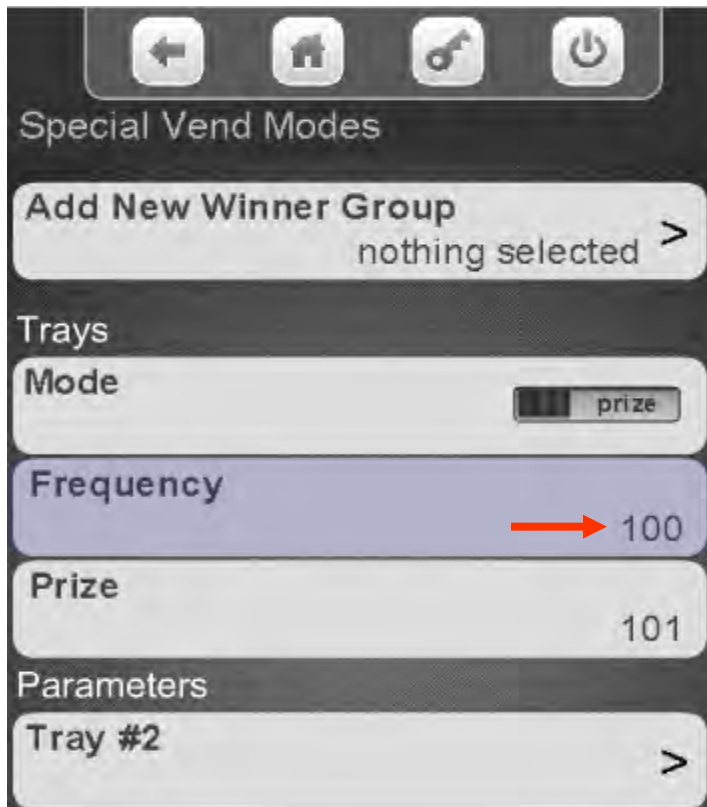 Special Vend Modes
Add New Winner Group
nothing selected >
Trays
Mode
prize
Frequency
100
Prize
101
Parameters
Tray #2
>